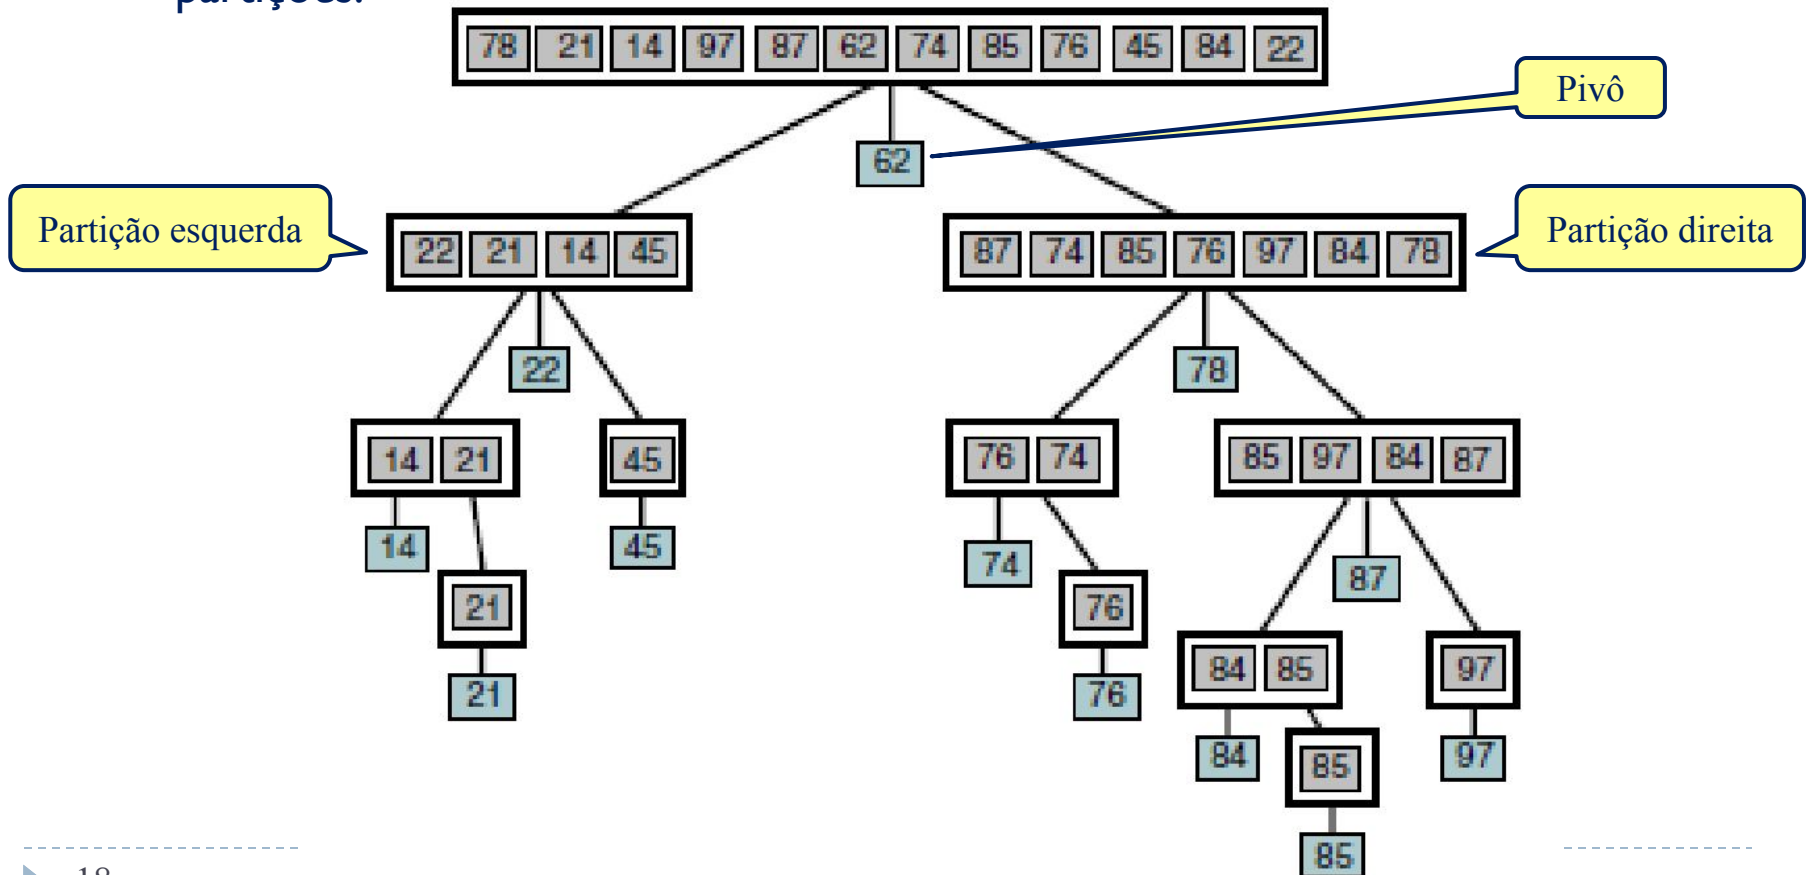 partições.
78 21 14 97 87 62 74 85 76 45 84 22
Pivô
62
Partição esquerda
Partição direita
22 21 14 45
87 74 85 76 97 84 78
22
78
14 21
45
76 74
85 97 84 87
14
45
74
87
21
76
84 85
97
21
76
84
85
97
85
18